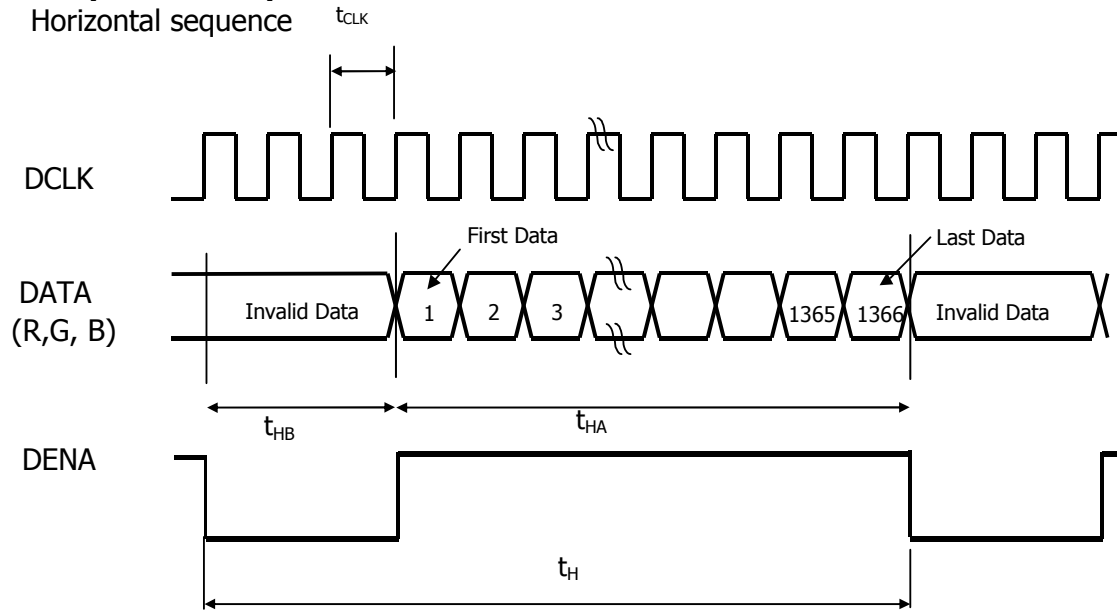 Horizontal sequence
tCLK
DCLK
First Data
Last Data
DATA
(R,G, B)
Invalid Data 1 2 3 1365 1366 Invalid Data
tHB
tHA
DENA
tH